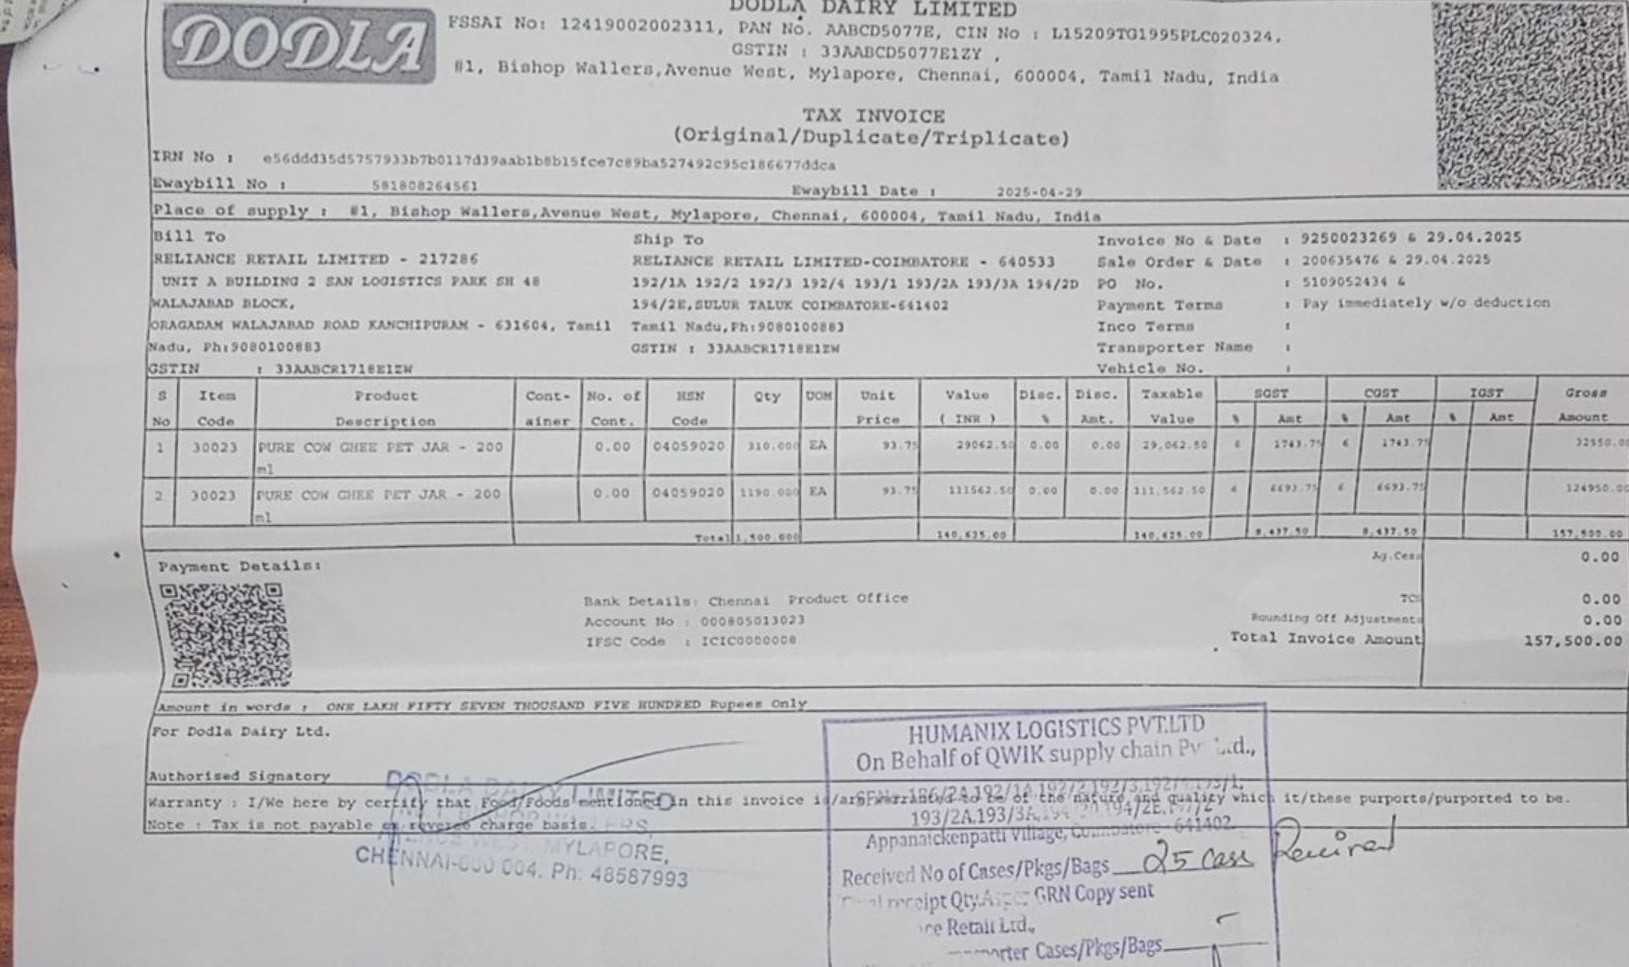 DODLA
DODLA DAIRY LIMITED
FSSAI No: 12419002002311, PAN No. AABCD5077E, CIN No : L15209TG1995PLC020324,
GSTIN : 33AABCD5077E1ZY ,
#1, Bishop Wallers,Avenue West, Mylapore, Chennai, 600004, Tamil Nadu, India
TAX INVOICE
(Original/Duplicate/Triplicate)
IRN No : e56ddd35d5757933b7b0117d39aab1b8b15fce7c89ba527492c95c186677ddca
Ewaybill No : 581808264561 Ewaybill Date : 2025-04-29
Place of supply : #1, Bishop Wallers,Avenue West, Mylapore, Chennai, 600004, Tamil Nadu, India
Bill To
RELIANCE RETAIL LIMITED - 217286
UNIT A BUILDING 2 SAN LOGISTICS PARK SH 48
WALAJABAD BLOCK,
ORAGADAM WALAJABAD ROAD KANCHIPURAM - 631604, Tamil
Nadu, Ph:9080100883
GSTIN : 33AABCR1718E1ZW
Ship To
RELIANCE RETAIL LIMITED-COIMBATORE - 640533
192/1A 192/2 192/3 192/4 193/1 193/2A 193/3A 194/2D
194/2E,SULUR TALUK COIMBATORE-641402
Tamil Nadu,Ph:9080100883
GSTIN : 33AABCR1718E1ZW
Invoice No & Date : 9250023269 & 29.04.2025
Sale Order & Date : 200635476 & 29.04.2025
PO No. : 5109052434 &
Payment Terms : Pay immediately w/o deduction
Inco Terms :
Transporter Name :
Vehicle No. :
S No Item Code Product Description Cont-ainer No. of Cont. HSN Code Qty UOM Unit Price Value ( INR ) Disc. % Disc. Amt. Taxable Value SGST % Amt CGST % Amt IGST % Amt Gross Amount
1 30023 PURE COW GHEE PET JAR - 200 ml 0.00 04059020 310.000 EA 93.75 29062.50 0.00 0.00 29,062.50 6 1743.75 6 1743.75 32550.00
2 30023 PURE COW GHEE PET JAR - 200 ml 0.00 04059020 1190.000 EA 93.75 111562.50 0.00 0.00 111,562.50 6 6693.75 6 6693.75 124950.00
Total 1,500.000 140,625.00 140,625.00 8,437.50 8,437.50 157,500.00
Ag.Cess 0.00
TCS 0.00
Rounding Off Adjustments 0.00
Total Invoice Amount 157,500.00
Payment Details:
Bank Details: Chennai Product Office
Account No : 000805013023
IFSC Code : ICIC0000008
Amount in words : ONE LAKH FIFTY SEVEN THOUSAND FIVE HUNDRED Rupees Only
For Dodla Dairy Ltd.
Authorised Signatory
Warranty : I/We here by certify that Food/Foods mentioned in this invoice is/are warranted to be of the nature and quality which it/these purports/purported to be.
Note : Tax is not payable on reverse charge basis.
DODLA DAIRY LIMITED
MYLAPORE,
CHENNAI-600 004. Ph: 48587993
HUMANIX LOGISTICS PVT.LTD
On Behalf of QWIK supply chain Pvt Ltd.,
Appanaickenpatti Village, Coimbatore - 641402.
Received No of Cases/Pkgs/Bags 25 Case Received
receipt Qty.As per GRN Copy sent
Retail Ltd.,
Cases/Pkgs/Bags